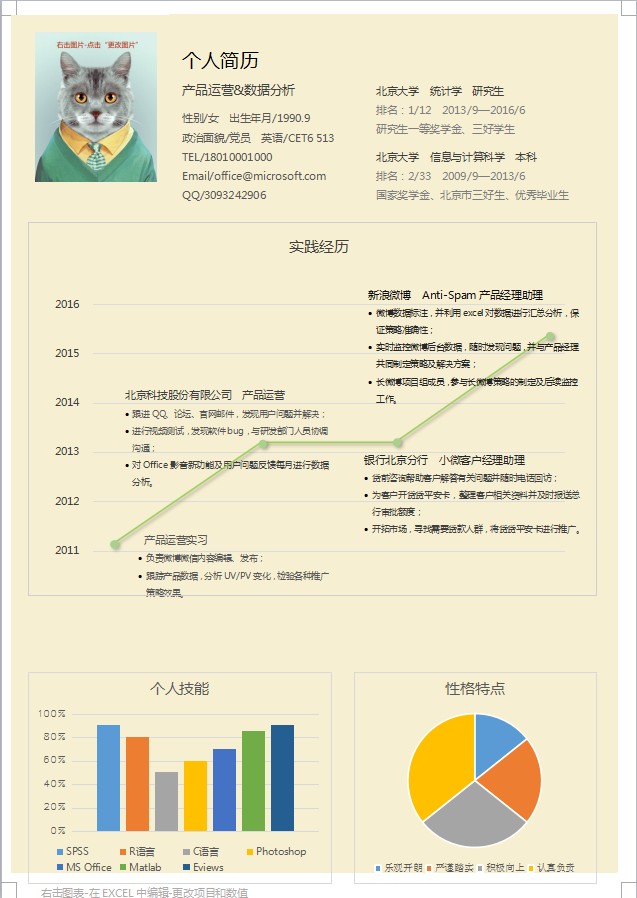 右击图片-点击“更改图片”
个人简历
产品运营&数据分析
性别/女 出生年月/1990.9
政治面貌/党员 英语/CET6 513
TEL/18010001000
Email/office@microsoft.com
QQ/3093242906
北京大学 统计学 研究生
排名：1/12 2013/9—2016/6
研究生一等奖学金、三好学生
北京大学 信息与计算科学 本科
排名：2/33 2009/9—2013/6
国家奖学金、北京市三好生、优秀毕业生
实践经历
2016
2015
2014
2013
2012
2011
新浪微博 Anti-Spam 产品经理助理
• 微博数据标注，并利用 excel 对数据进行汇总分析，保
证策略准确性；
• 实时监控微博后台数据，随时发现问题，并与产品经理
共同制定策略及解决方案；
• 长微博项目组成员，参与长微博策略的制定及后续监控
工作。
北京科技股份有限公司 产品运营
• 跟进 QQ、论坛、官网邮件，发现用户问题并解决；
• 进行视频测试，发现软件 bug，与研发部门人员协调
沟通；
• 对 Office 影音新功能及用户问题反馈每月进行数据
分析。
银行北京分行 小微客户经理助理
• 贷前咨询帮助客户解答有关问题并随时电话回访；
• 为客户开货贷平安卡，整理客户相关资料并及时报送总
行审批额度；
• 开拓市场，寻找需要贷款人群，将贷贷平安卡进行推广。
产品运营实习
• 负责微博微信内容编辑、发布；
• 跟踪产品数据，分析 UV/PV 变化，检验各种推广
策略效果。
个人技能
100%
80%
60%
40%
20%
0%
SPSS R语言 C语言 Photoshop
MS Office Matlab Eviews
性格特点
乐观开朗 严谨踏实 积极向上 认真负责
右击图表-在 EXCEL 中编辑-更改项目和数值